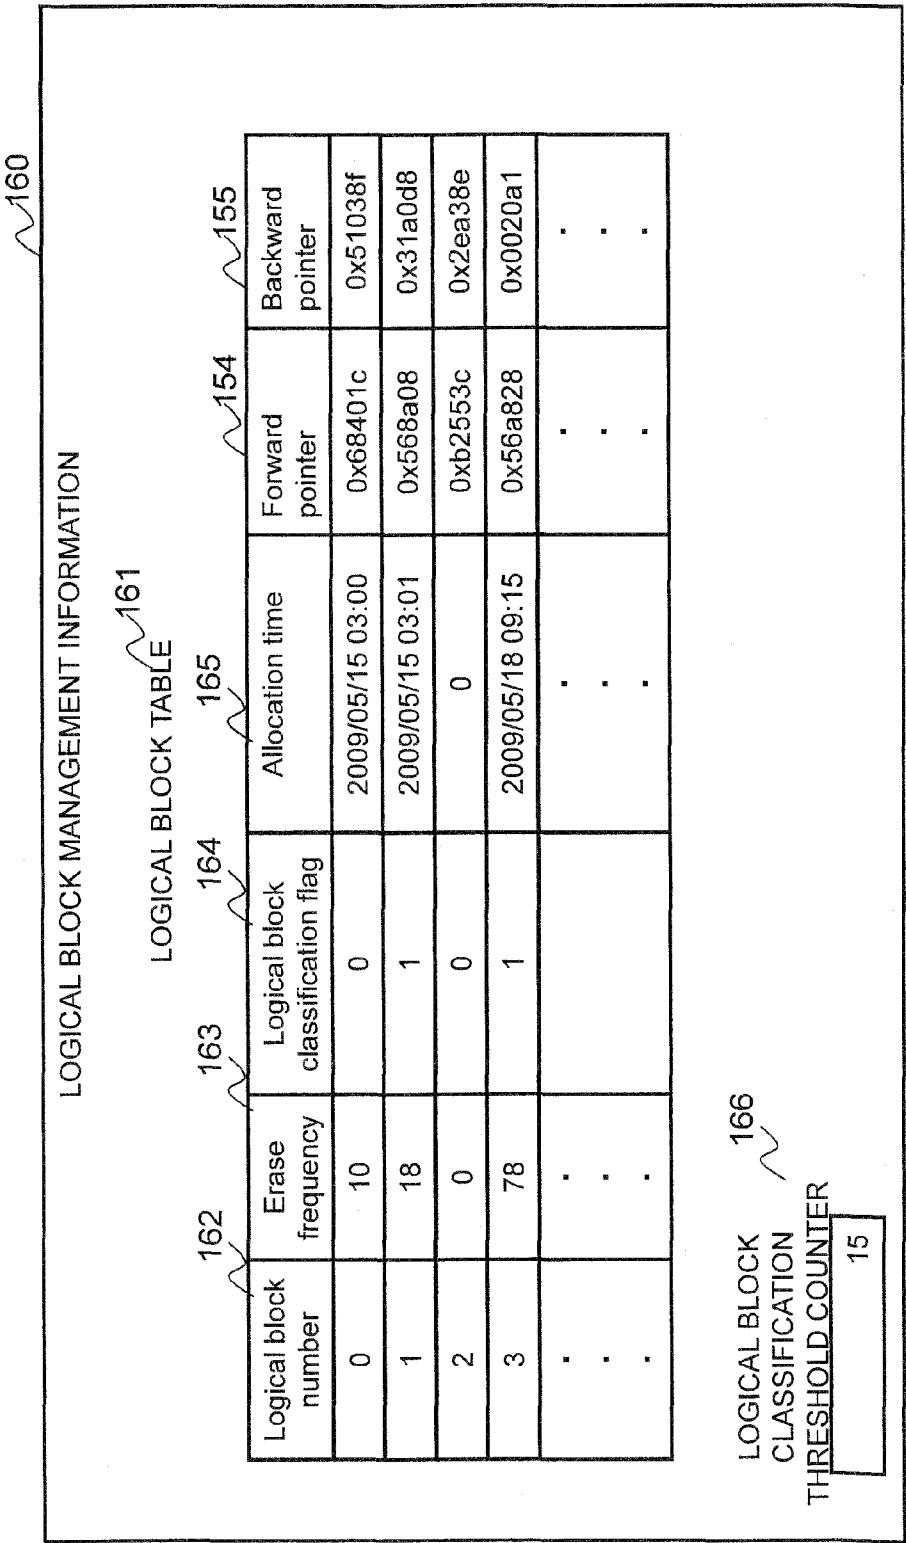 160
LOGICAL BLOCK MANAGEMENT INFORMATION
161
LOGICAL BLOCK TABLE
162 163 164 165 154 155
Logical block number Erase frequency Logical block classification flag Allocation time Forward pointer Backward pointer
0 10 0 2009/05/15 03:00 0x68401c 0x51038f
1 18 1 2009/05/15 03:01 0x568a08 0x31a0d8
2 0 0 0 0xb2553c 0x2ea38e
3 78 1 2009/05/18 09:15 0x56a828 0x0020a1
. . . . .
. . . . .
. . . . .
166
LOGICAL BLOCK
CLASSIFICATION
THRESHOLD COUNTER
15